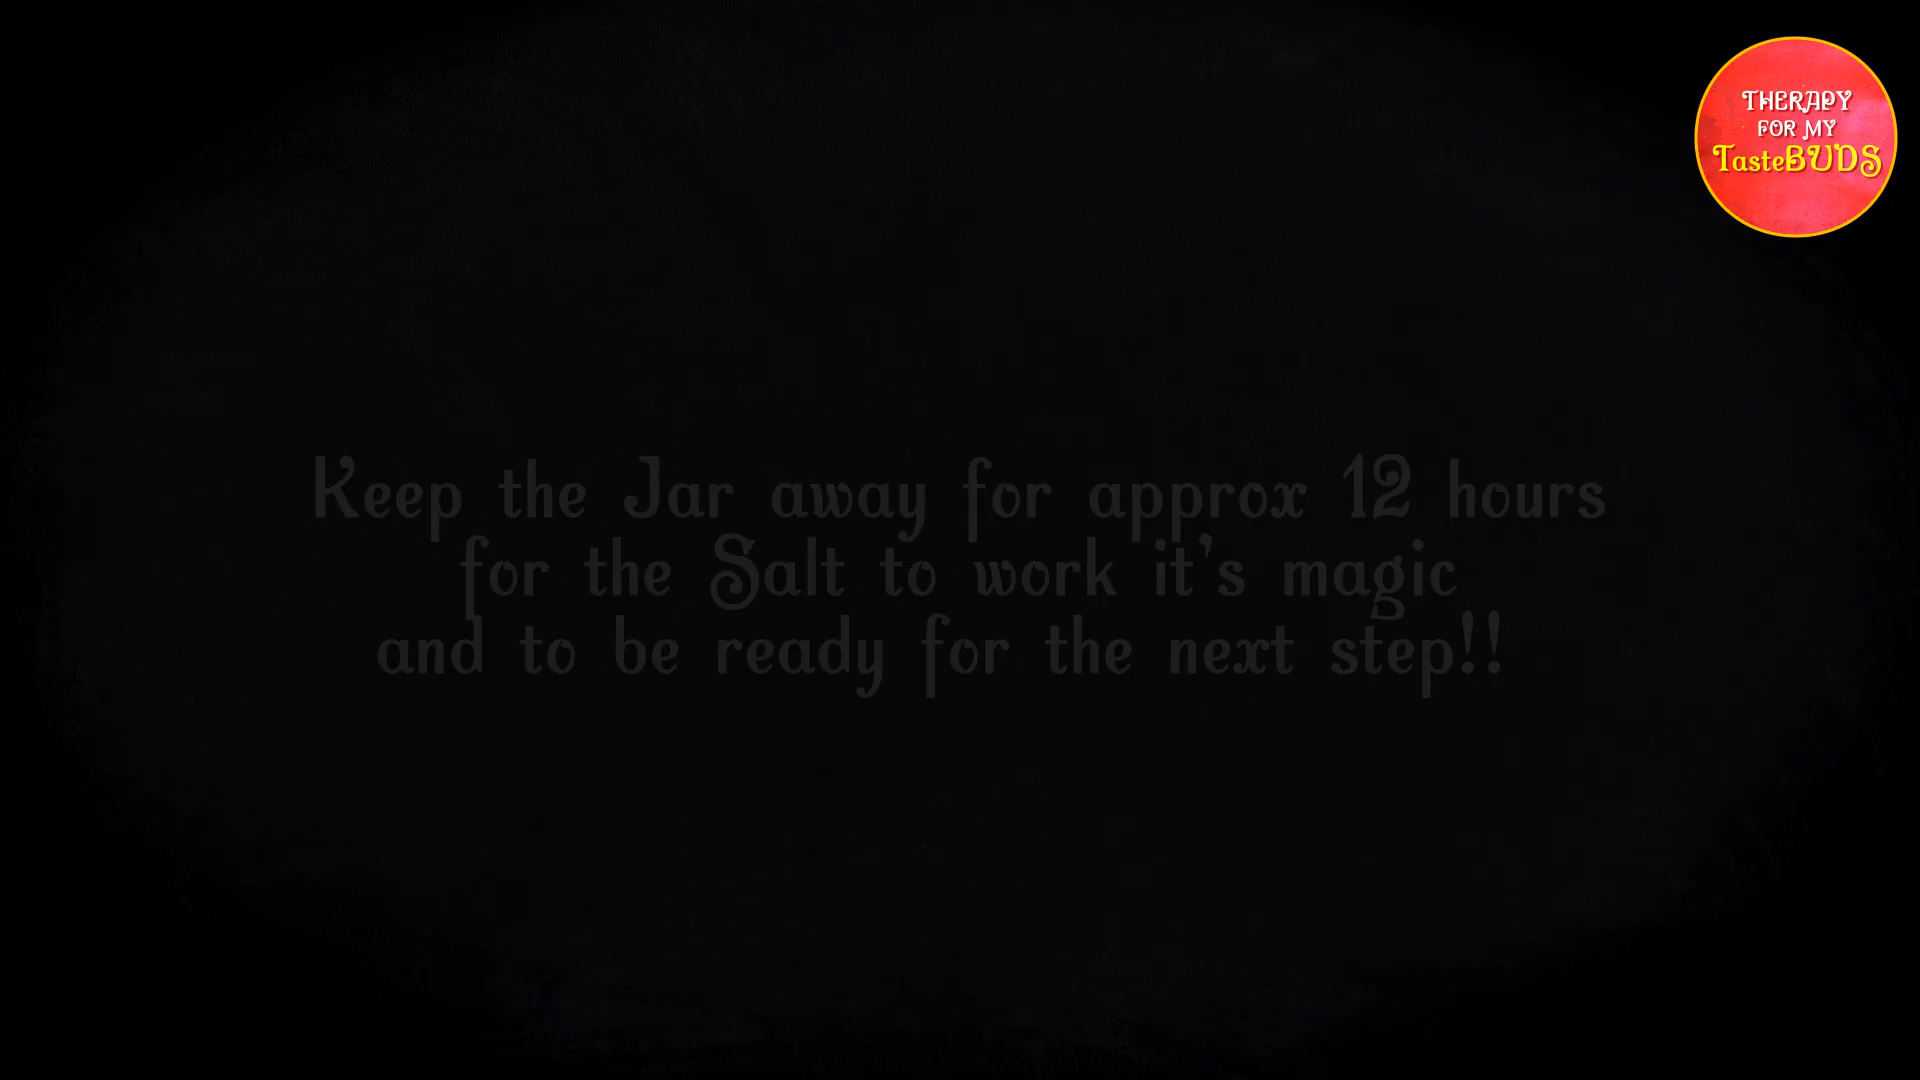 THERAPY
FOR MY
TasteBUDS
Keep the Jar away for approx 12 hours
for the Salt to work it's magic
and to be ready for the next step!!